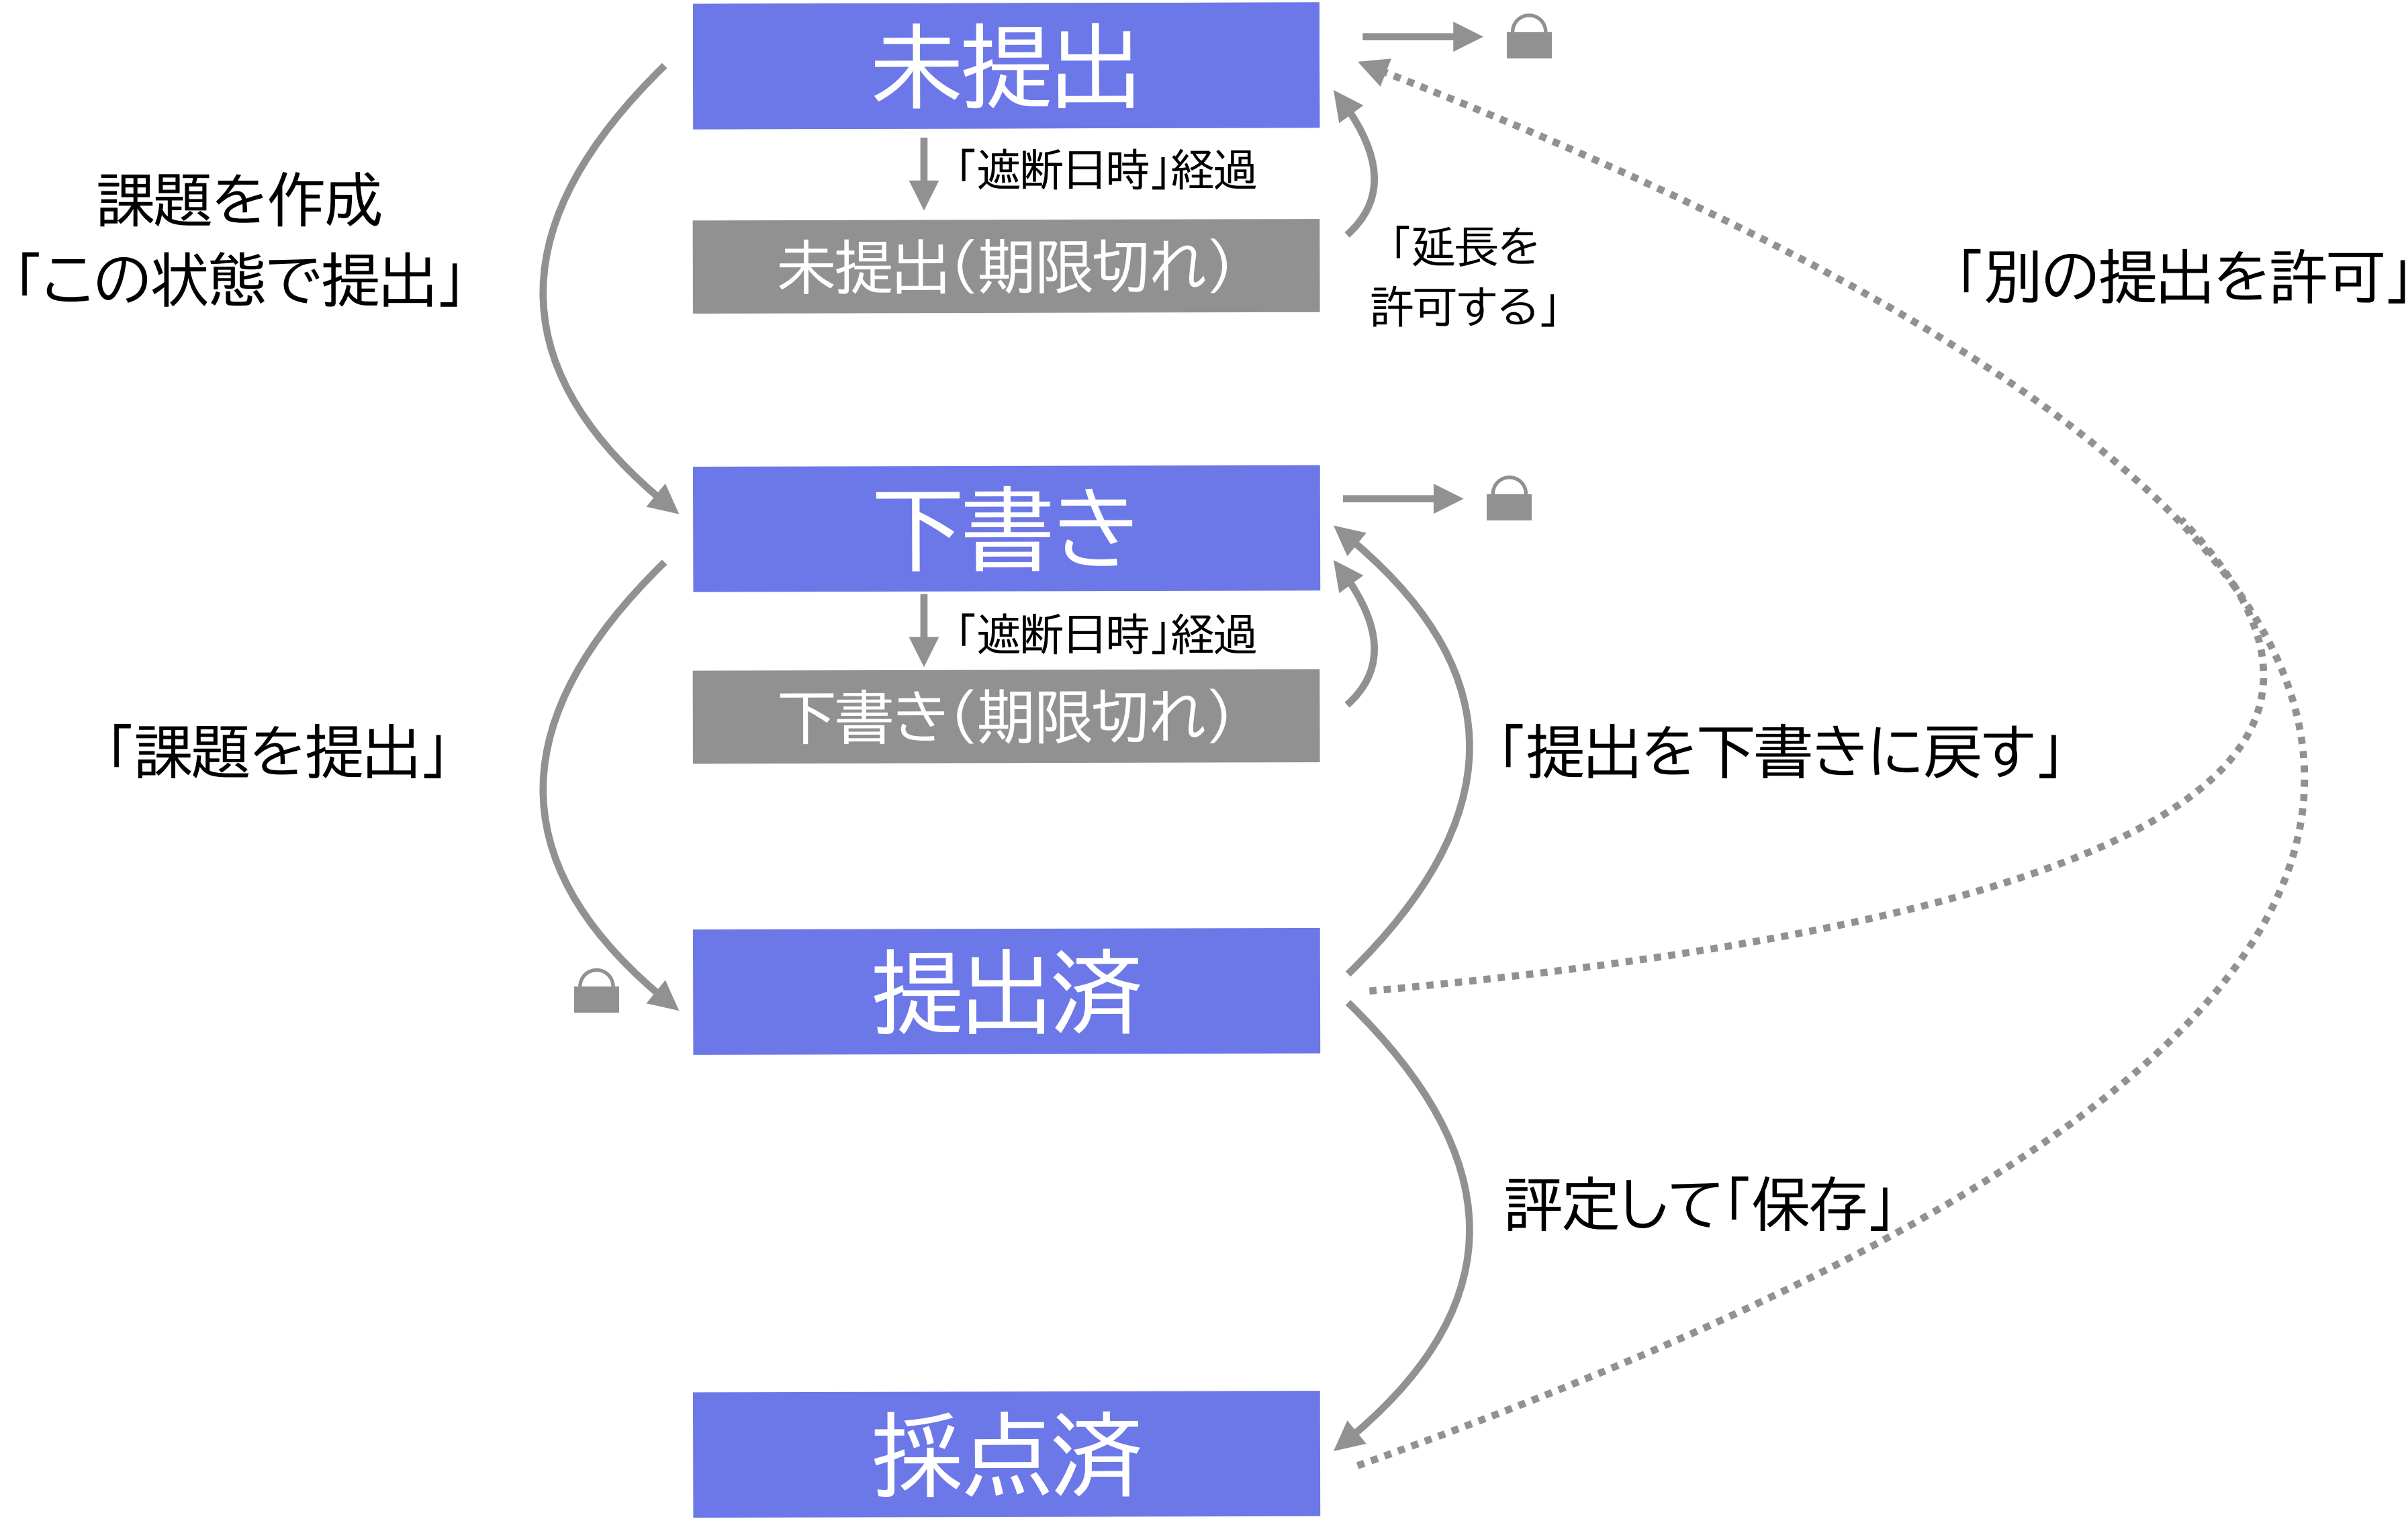 未提出
「遮断日時」経過
課題を作成
「この状態で提出」
未提出（期限切れ）
「延長を
許可する」
「別の提出を許可」
下書き
「遮断日時」経過
下書き（期限切れ）
「課題を提出」
「提出を下書きに戻す」
提出済
評定して「保存」
採点済